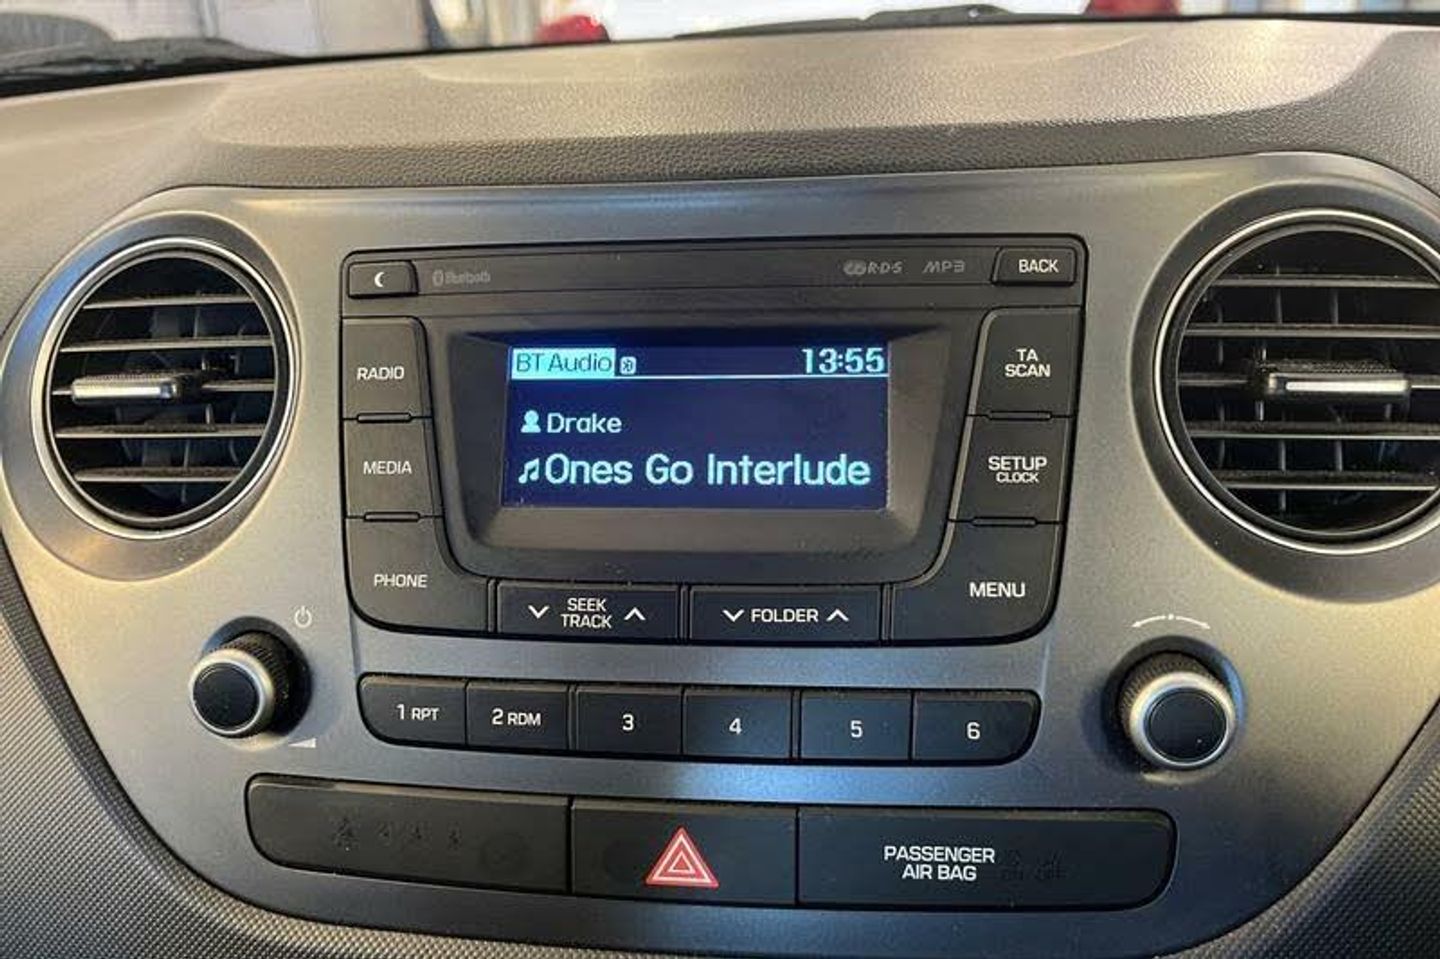 Bluetooth
R·D·S
MP3
BACK
RADIO
BT Audio
13:55
TA
SCAN
Drake
MEDIA
Ones Go Interlude
SETUP
CLOCK
PHONE
SEEK
TRACK
FOLDER
MENU
1 RPT
2 RDM
3
4
5
6
PASSENGER
AIR BAG